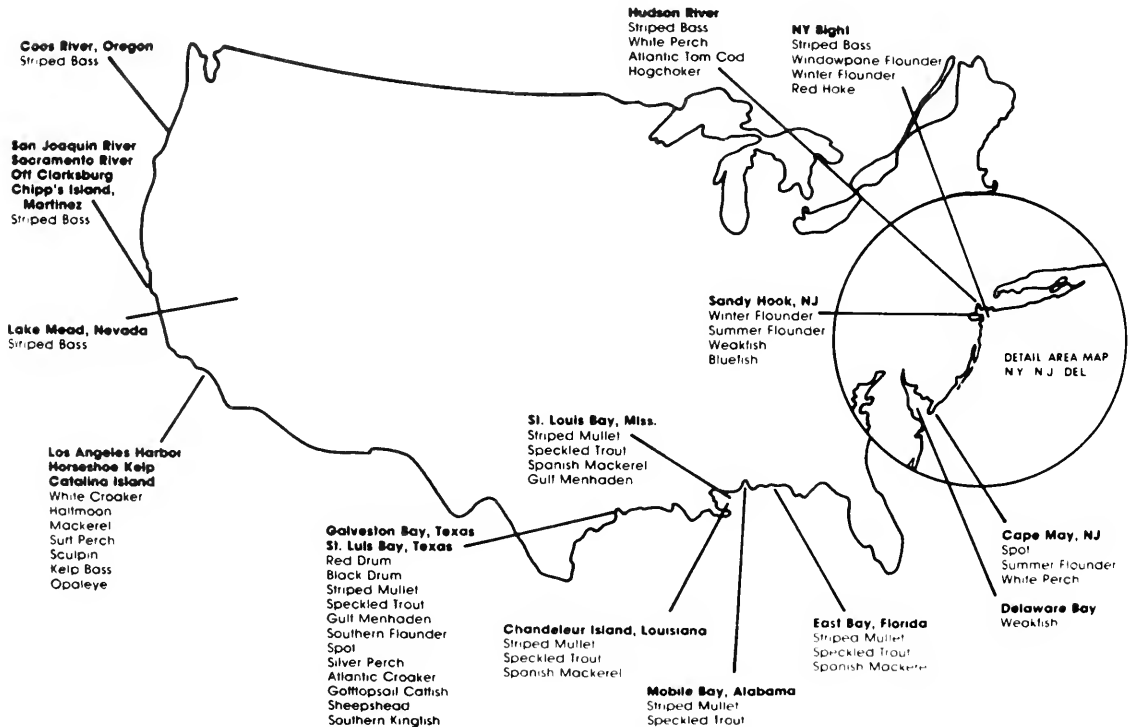 Coos River, Oregon
Striped Bass
San Joaquin River
Sacramento River
Off Clarksburg
Chipp's Island,
Martinez
Striped Bass
Lake Mead, Nevada
Striped Bass
Los Angeles Harbor
Horseshoe Kelp
Catalina Island
White Croaker
Halfmoon
Mackerel
Surf Perch
Sculpin
Kelp Bass
Opaleye
Galveston Bay, Texas
St. Luis Bay, Texas
Red Drum
Black Drum
Striped Mullet
Speckled Trout
Gulf Menhaden
Southern Flounder
Spot
Silver Perch
Atlantic Croaker
Gofftopsail Catfish
Sheepshead
Southern Kingfish
St. Louis Bay, Miss.
Striped Mullet
Speckled Trout
Spanish Mackerel
Gulf Menhaden
Chandeleur Island, Louisiana
Striped Mullet
Speckled Trout
Spanish Mackerel
Mobile Bay, Alabama
Striped Mullet
Speckled Trout
East Bay, Florida
Striped Mullet
Speckled Trout
Spanish Mackere
Hudson River
Striped Bass
White Perch
Atlantic Tom Cod
Hogchoker
NY Bight
Striped Bass
Windowpane Flounder
Winter Flounder
Red Hake
Sandy Hook, NJ
Winter Flounder
Summer Flounder
Weakfish
Bluefish
DETAIL AREA MAP
NY NJ DEL
Cape May, NJ
Spot
Summer Flounder
White Perch
Delaware Bay
Weakfish